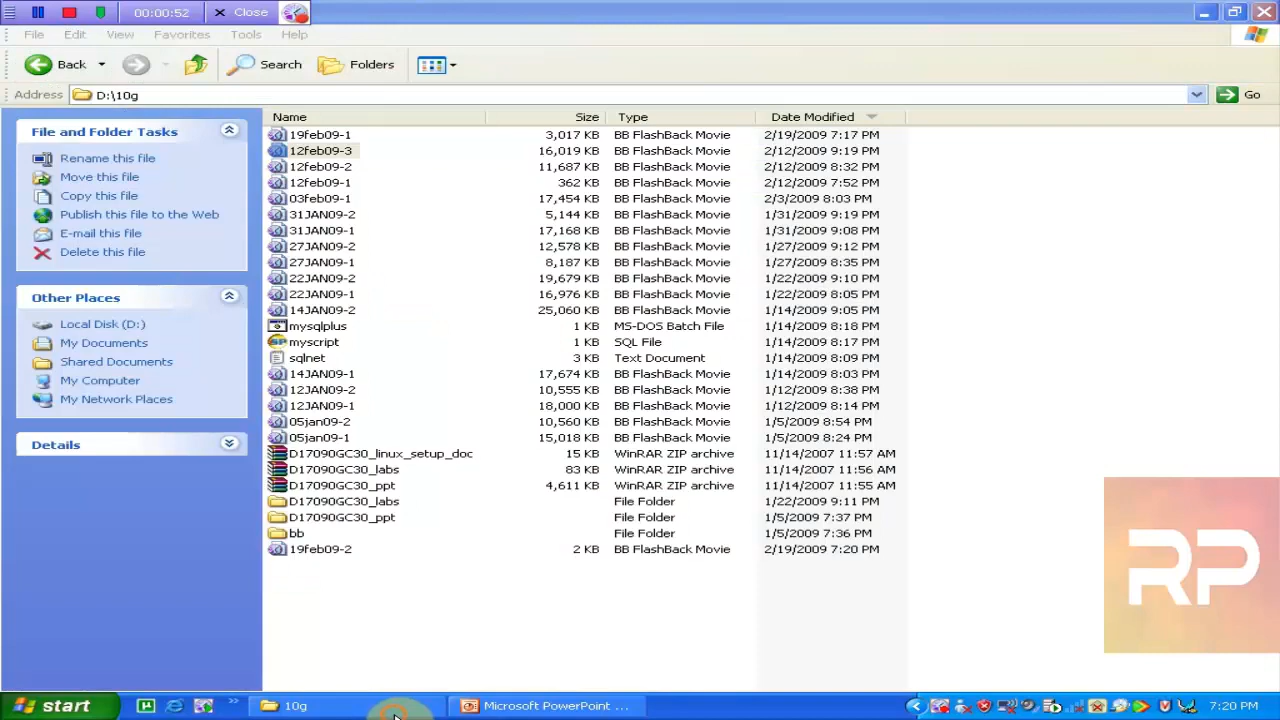 00:00:52 Close
File Edit View Favorites Tools Help
Back Search Folders
Address D:\10g Go
File and Folder Tasks
Rename this file
Move this file
Copy this file
Publish this file to the Web
E-mail this file
Delete this file
Other Places
Local Disk (D:)
My Documents
Shared Documents
My Computer
My Network Places
Details
Name Size Type Date Modified
19feb09-1 3,017 KB BB FlashBack Movie 2/19/2009 7:17 PM
12feb09-3 16,019 KB BB FlashBack Movie 2/12/2009 9:19 PM
12feb09-2 11,687 KB BB FlashBack Movie 2/12/2009 8:32 PM
12feb09-1 362 KB BB FlashBack Movie 2/12/2009 7:52 PM
03feb09-1 17,454 KB BB FlashBack Movie 2/3/2009 8:03 PM
31JAN09-2 5,144 KB BB FlashBack Movie 1/31/2009 9:19 PM
31JAN09-1 17,168 KB BB FlashBack Movie 1/31/2009 9:08 PM
27JAN09-2 12,578 KB BB FlashBack Movie 1/27/2009 9:12 PM
27JAN09-1 8,187 KB BB FlashBack Movie 1/27/2009 8:35 PM
22JAN09-2 19,679 KB BB FlashBack Movie 1/22/2009 9:10 PM
22JAN09-1 16,976 KB BB FlashBack Movie 1/22/2009 8:05 PM
14JAN09-2 25,060 KB BB FlashBack Movie 1/14/2009 9:05 PM
mysqlplus 1 KB MS-DOS Batch File 1/14/2009 8:18 PM
myscript 1 KB SQL File 1/14/2009 8:17 PM
sqlnet 3 KB Text Document 1/14/2009 8:09 PM
14JAN09-1 17,674 KB BB FlashBack Movie 1/14/2009 8:03 PM
12JAN09-2 10,555 KB BB FlashBack Movie 1/12/2009 8:38 PM
12JAN09-1 18,000 KB BB FlashBack Movie 1/12/2009 8:14 PM
05jan09-2 10,560 KB BB FlashBack Movie 1/5/2009 8:54 PM
05jan09-1 15,018 KB BB FlashBack Movie 1/5/2009 8:24 PM
D17090GC30_linux_setup_doc 15 KB WinRAR ZIP archive 11/14/2007 11:57 AM
D17090GC30_labs 83 KB WinRAR ZIP archive 11/14/2007 11:56 AM
D17090GC30_ppt 4,611 KB WinRAR ZIP archive 11/14/2007 11:55 AM
D17090GC30_labs File Folder 1/22/2009 9:11 PM
D17090GC30_ppt File Folder 1/5/2009 7:37 PM
bb File Folder 1/5/2009 7:36 PM
19feb09-2 2 KB BB FlashBack Movie 2/19/2009 7:20 PM
RP
start 10g Microsoft PowerPoint ... 7:20 PM